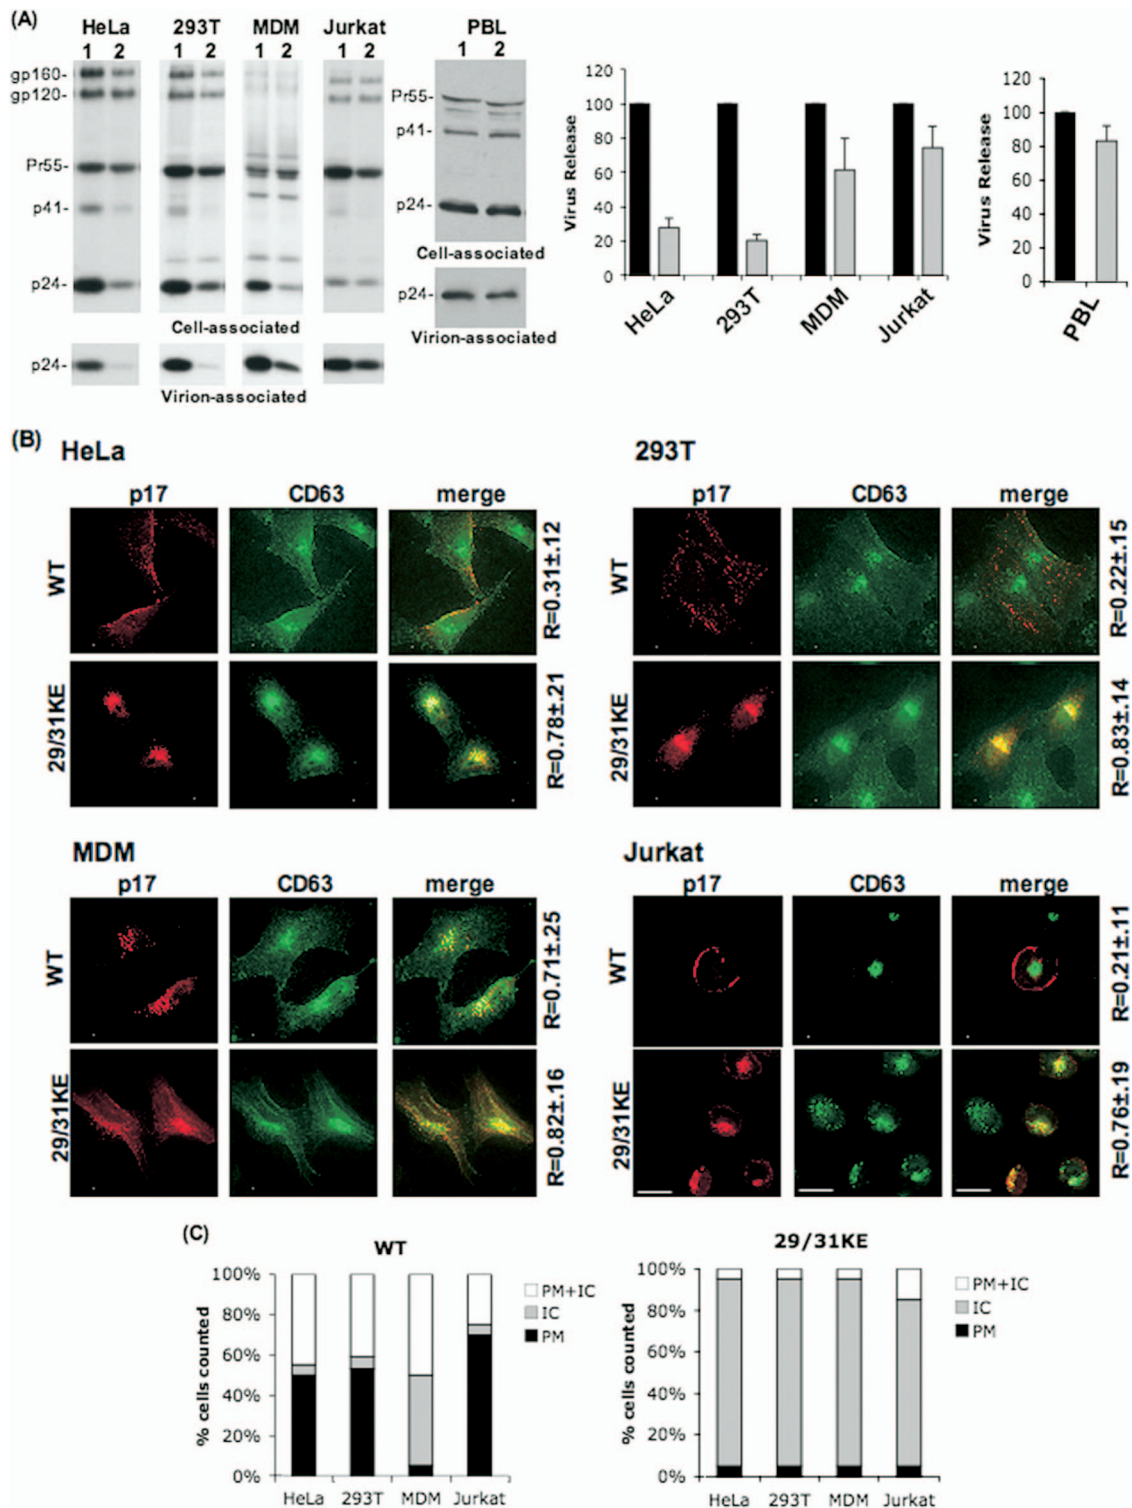 (A)
HeLa 293T MDM Jurkat PBL
1 2 1 2 1 2 1 2 1 2
gp160-
gp120-
Pr55-
p41-
p24-
Cell-associated
p24-
Virion-associated
Pr55-
p41-
p24-
Cell-associated
p24-
Virion-associated
Virus Release
120
100
80
60
40
20
0
HeLa 293T MDM Jurkat
Virus Release
120
100
80
60
40
20
0
PBL
(B)
HeLa
p17 CD63 merge
WT
R=0.31±.12
29/31KE
R=0.78±.21
293T
p17 CD63 merge
WT
R=0.22±.15
29/31KE
R=0.83±.14
MDM
p17 CD63 merge
WT
R=0.71±.25
29/31KE
R=0.82±.16
Jurkat
p17 CD63 merge
WT
R=0.21±.11
29/31KE
R=0.76±.19
(C)
WT
% cells counted
100%
80%
60%
40%
20%
0%
HeLa 293T MDM Jurkat
PM+IC
IC
PM
29/31KE
% cells counted
100%
80%
60%
40%
20%
0%
HeLa 293T MDM Jurkat
PM+IC
IC
PM